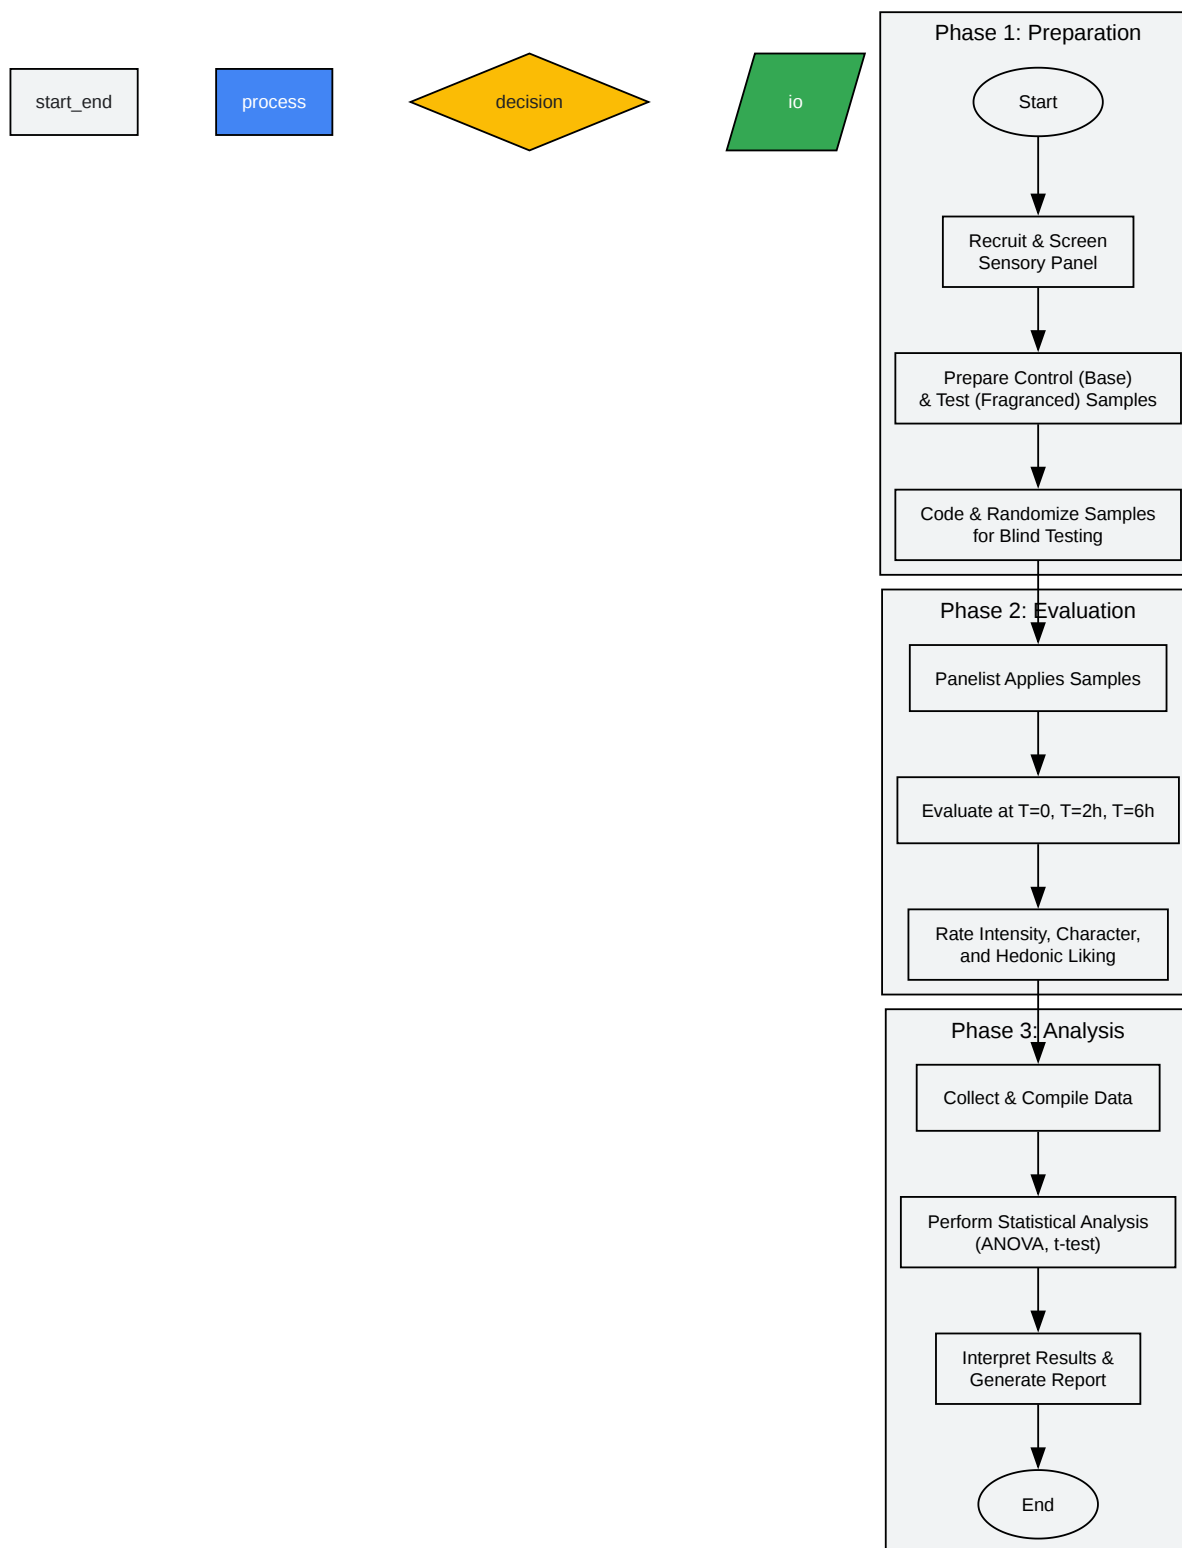 Phase 1: Preparation
start_end
process
decision
io
Start
Recruit & Screen
Sensory Panel
Prepare Control (Base)
& Test (Fragranced) Samples
Code & Randomize Samples
for Blind Testing
Phase 2: Evaluation
Panelist Applies Samples
Evaluate at T=0, T=2h, T=6h
Rate Intensity, Character,
and Hedonic Liking
Phase 3: Analysis
Collect & Compile Data
Perform Statistical Analysis
(ANOVA, t-test)
Interpret Results &
Generate Report
End